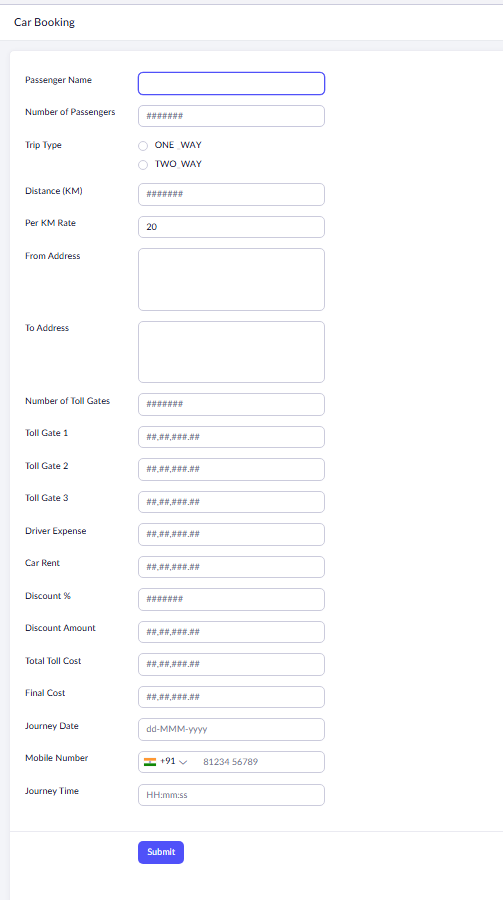 Car Booking
Passenger Name
Number of Passengers #######
Trip Type ONE_WAY
TWO_WAY
Distance (KM) #######
Per KM Rate 20
From Address
To Address
Number of Toll Gates #######
Toll Gate 1 ##,##,###.##
Toll Gate 2 ##,##,###.##
Toll Gate 3 ##,##,###.##
Driver Expense ##,##,###.##
Car Rent ##,##,###.##
Discount % #######
Discount Amount ##,##,###.##
Total Toll Cost ##,##,###.##
Final Cost ##,##,###.##
Journey Date dd-MMM-yyyy
Mobile Number +91 81234 56789
Journey Time HH:mm:ss
Submit